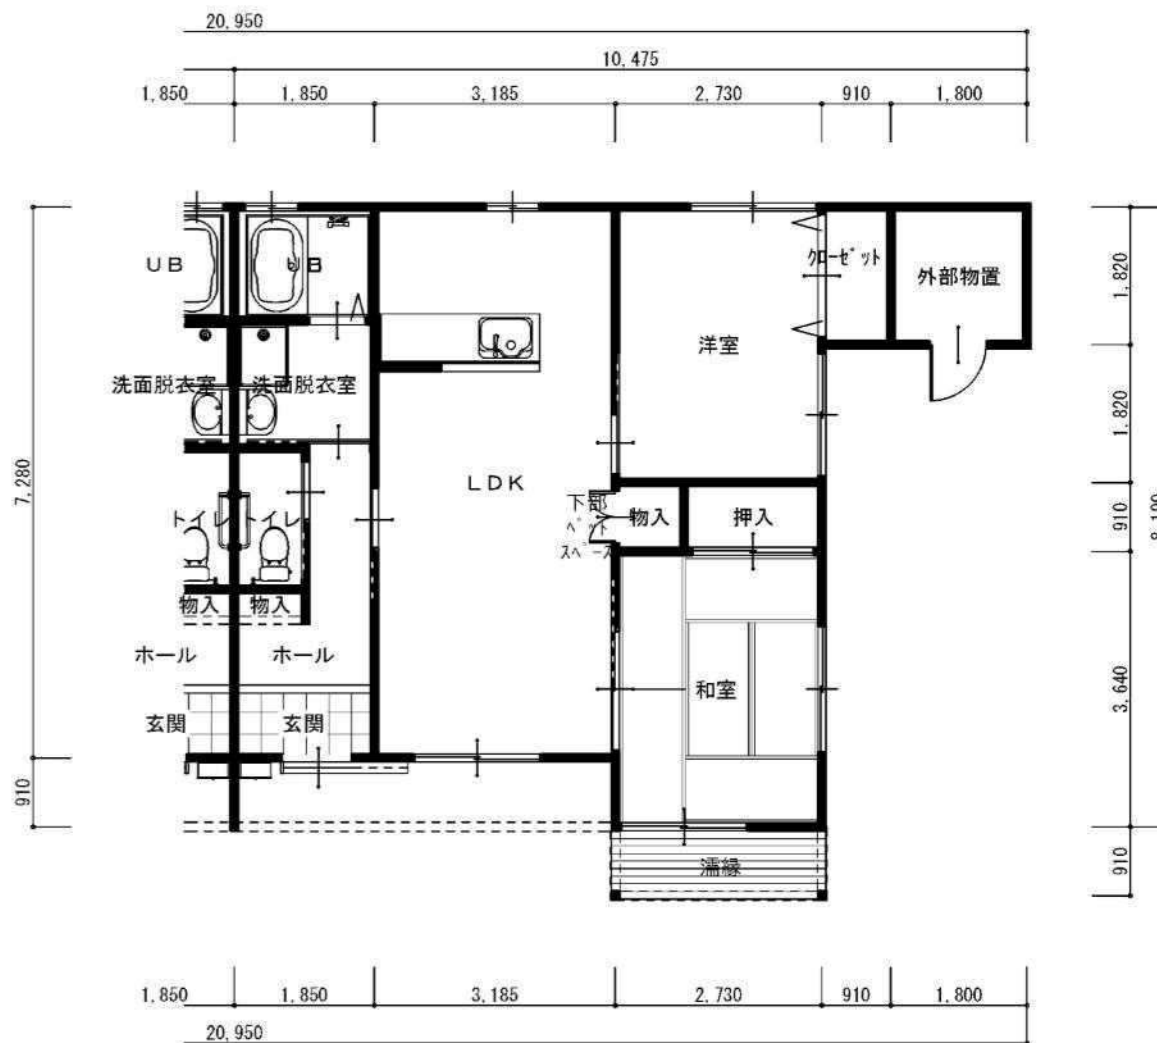 20,950
10,475
1,850
1,850
3,185
2,730
910
1,800
UB
UB
クローゼット
外部物置
洋室
洗面脱衣室
洗面脱衣室
LDK
トイレ
トイレ
下部
ペット
スペース
物入
押入
物入
物入
ホール
ホール
和室
玄関
玄関
濡縁
7,280
910
1,820
1,820
910
3,640
910
8,190
1,850
1,850
3,185
2,730
910
1,800
20,950